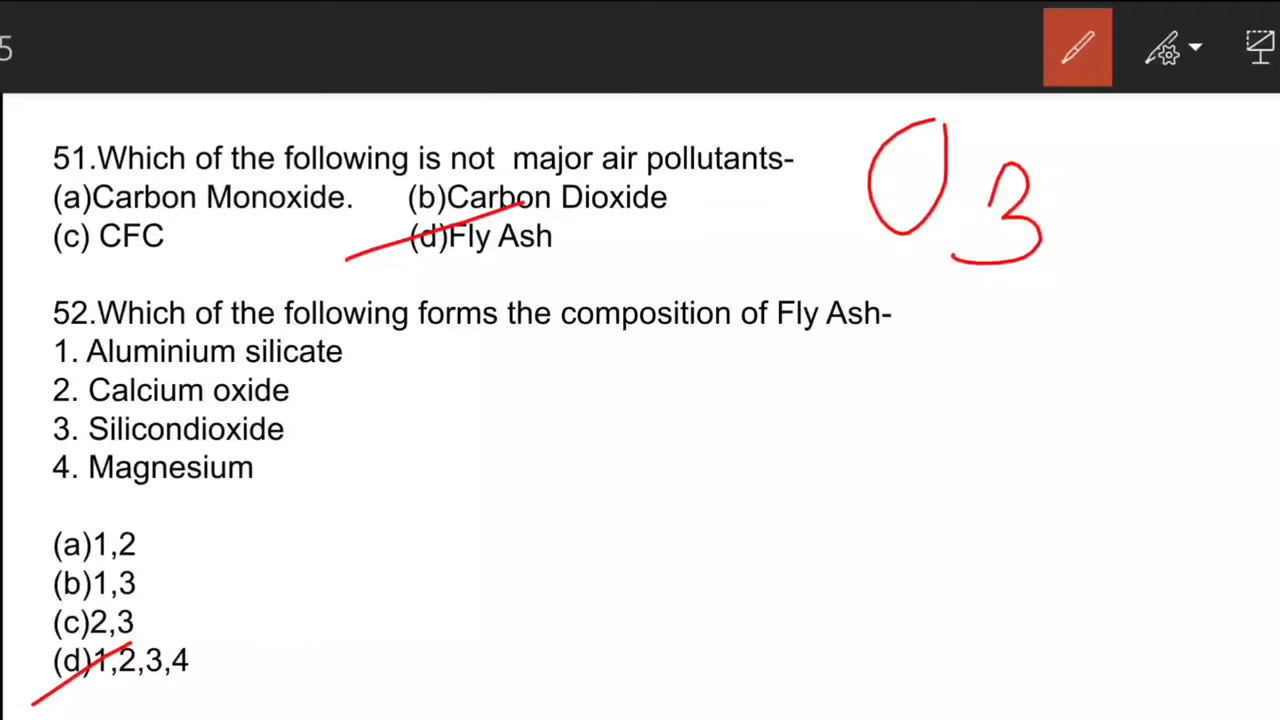 5
51.Which of the following is not major air pollutants-
(a)Carbon Monoxide. (b)Carbon Dioxide
(c) CFC (d)Fly Ash
O3
52.Which of the following forms the composition of Fly Ash-
1. Aluminium silicate
2. Calcium oxide
3. Silicondioxide
4. Magnesium
(a)1,2
(b)1,3
(c)2,3
(d)1,2,3,4